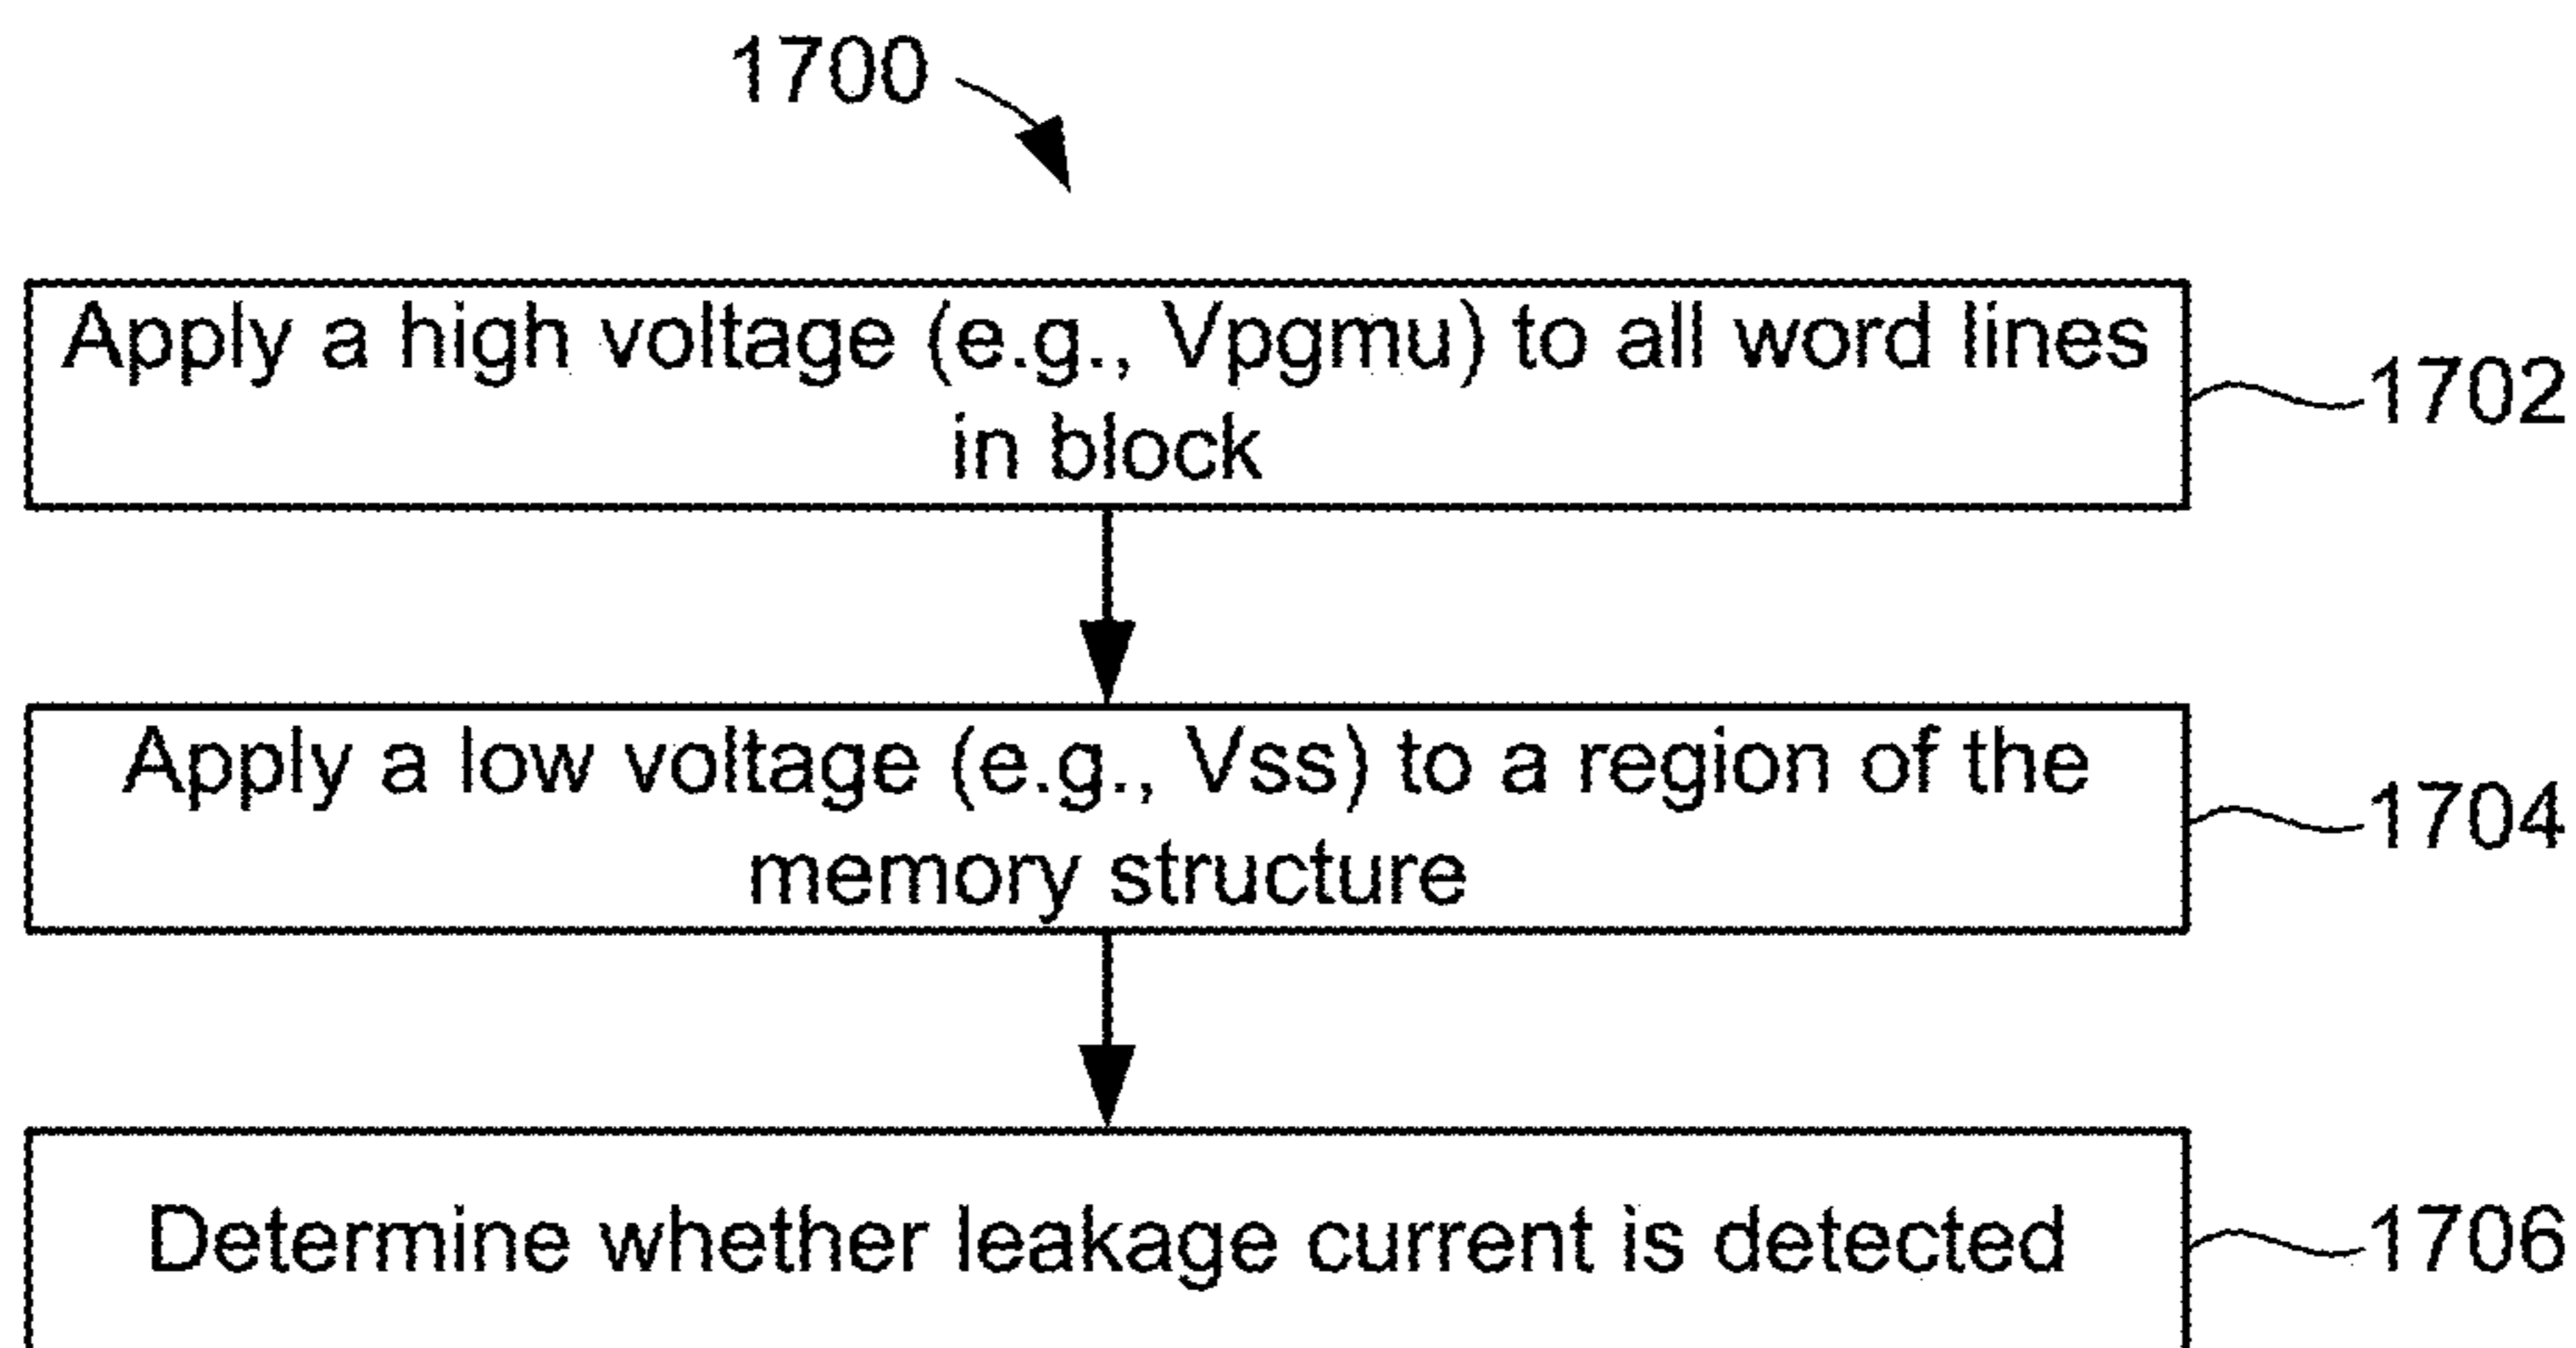 1700
Apply a high voltage (e.g., Vpgmu) to all word lines
in block
1702
Apply a low voltage (e.g., Vss) to a region of the
memory structure
1704
Determine whether leakage current is detected
1706